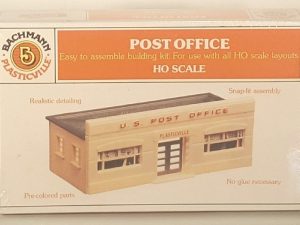 BACHMANN
5
PLASTICVILLE
POST OFFICE
Easy to assemble building kit. For use with all HO scale layouts
HO SCALE
Realistic detailing
Snap-fit assembly
U.S. POST OFFICE
PLASTICVILLE
Pre-colored parts
No glue necessary